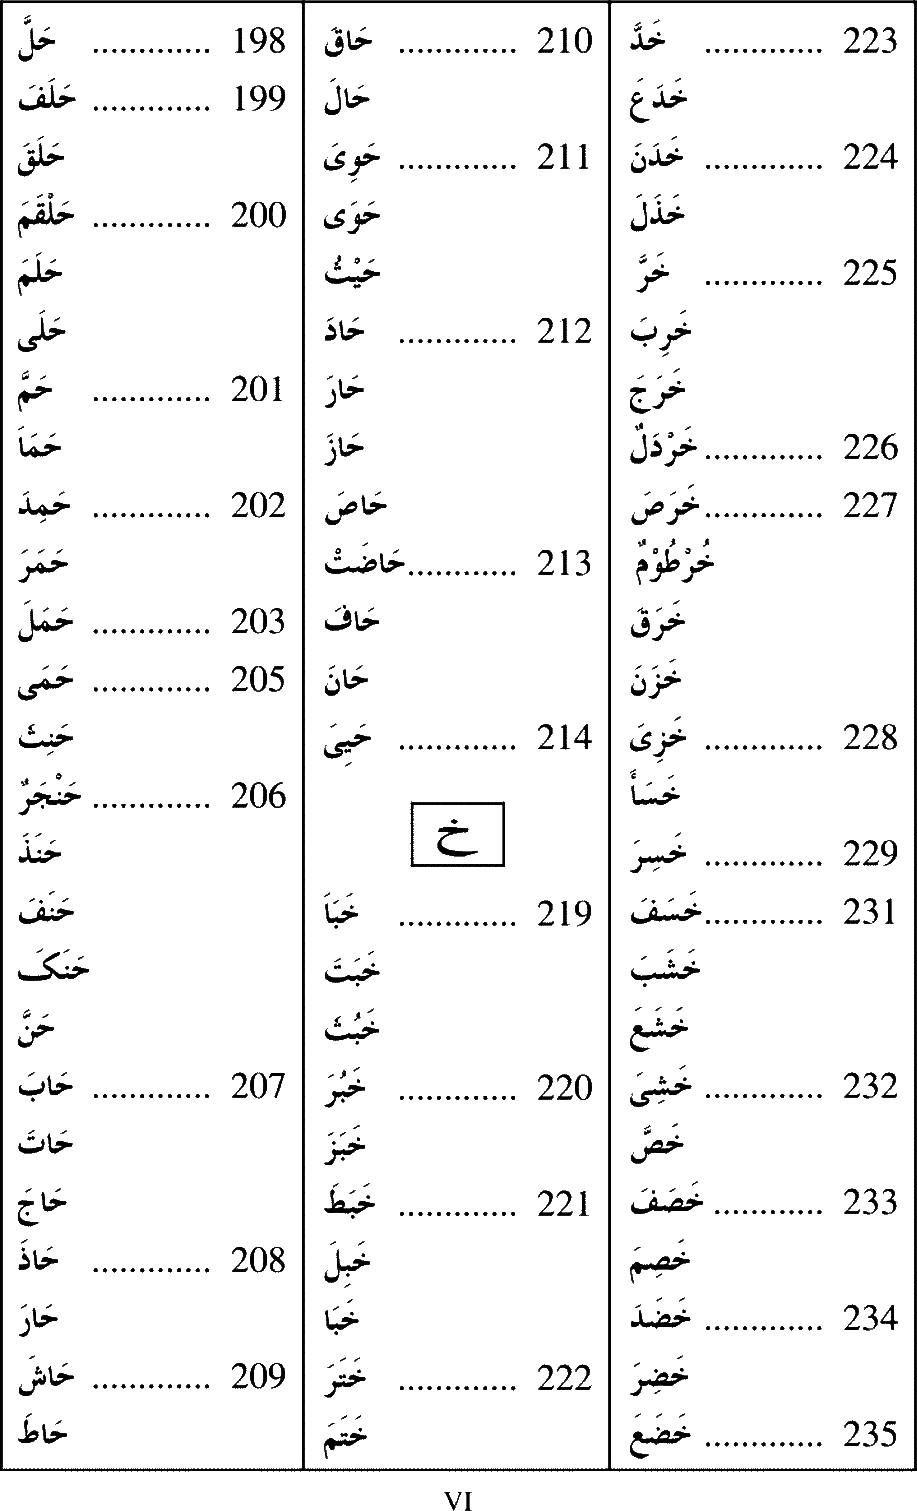 حَلَّ ............. 198
حَلَفَ ............. 199
حَلَقَ
حَلْقَمَ ............. 200
حَلَمَ
حَلَى
حَمَّ ............. 201
حَمَاَ
حَمِدَ ............. 202
حَمَرَ
حَمَلَ ............. 203
حَمَى ............. 205
حَنِثَ
حَنْجَرٌ ............. 206
حَنَذَ
حَنَفَ
حَنَکَ
حَنَّ
حَابَ ............. 207
حَاتَ
حَاجَ
حَاذَ ............. 208
حَارَ
حَاشَ ............. 209
حَاطَ
حَاقَ ............. 210
حَالَ
حَوِىَ ............. 211
حَوَى
حَيْثُ
حَادَ ............. 212
حَارَ
حَازَ
حَاصَ
حَاضَتْ ............ 213
حَافَ
حَانَ
حَيِىَ ............. 214
خ
خَبَاَ ............. 219
خَبَتَ
خَبُثَ
خَبُرَ ............. 220
خَبَزَ
خَبَطَ ............. 221
خَبِلَ
خَبَا
خَتَرَ ............. 222
خَتَمَ
خَدَّ ............. 223
خَدَعَ
خَدَنَ ............. 224
خَذَلَ
خَرَّ ............. 225
خَرِبَ
خَرَجَ
خَرْدَلٌ ............. 226
خَرَصَ ............. 227
خُرْطُوْمٌ
خَرَقَ
خَزَنَ
خَزِىَ ............. 228
خَسَأَ
خَسِرَ ............. 229
خَسَفَ ............. 231
خَشَبَ
خَشَعَ
خَشِىَ ............. 232
خَصَّ
خَصَفَ ............ 233
خَصِمَ
خَضَدَ ............. 234
خَضِرَ
خَضَعَ ............. 235
VI